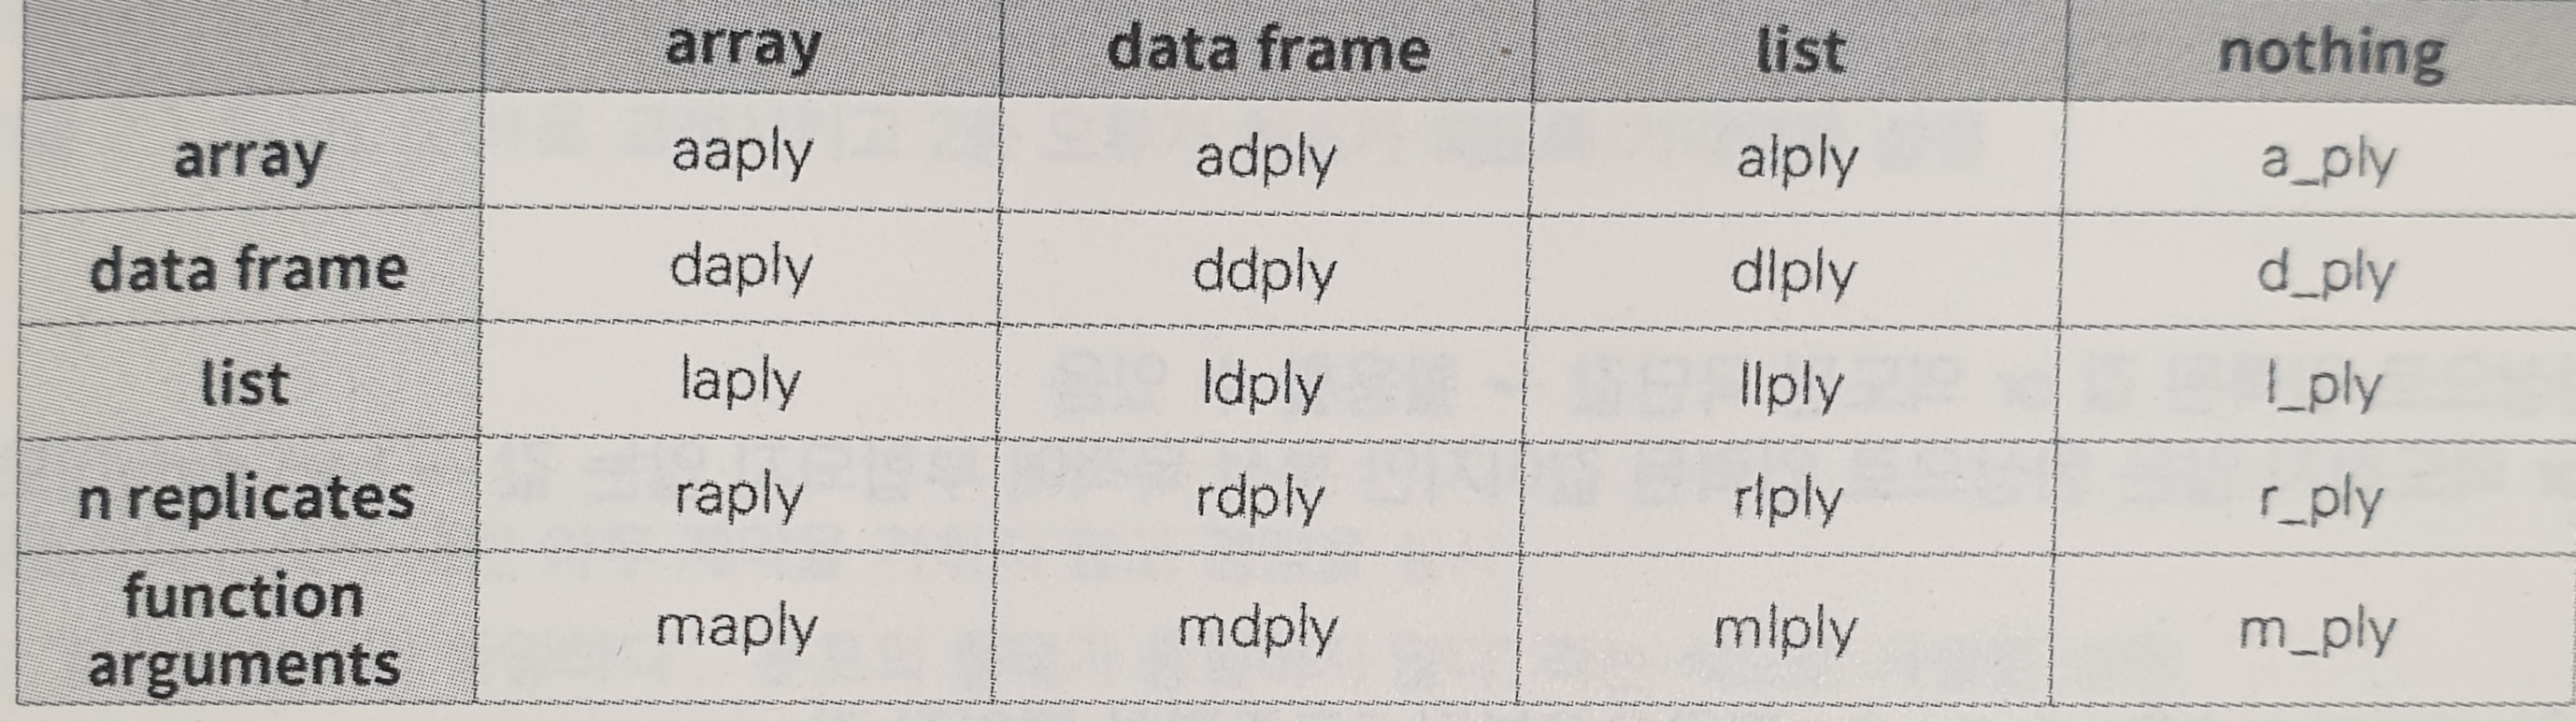 array data frame list nothing
array aaply adply alply a_ply
data frame daply ddply dlply d_ply
list laply ldply llply l_ply
n replicates raply rdply rlply r_ply
function
arguments maply mdply mlply m_ply